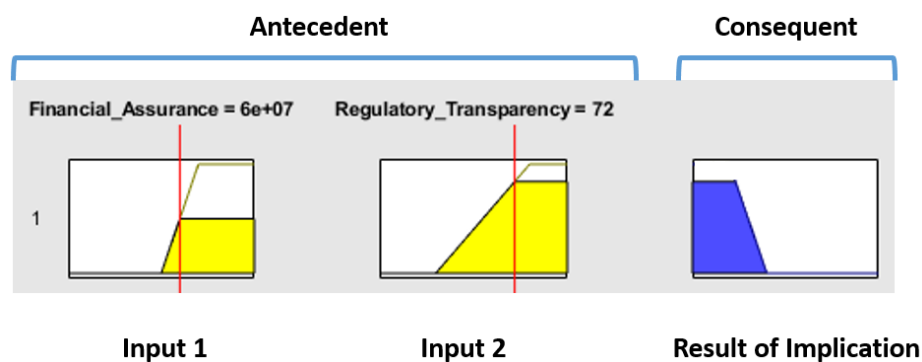 Antecedent
Consequent
Financial_Assurance = 6e+07
Regulatory_Transparency = 72
1
Input 1
Input 2
Result of Implication